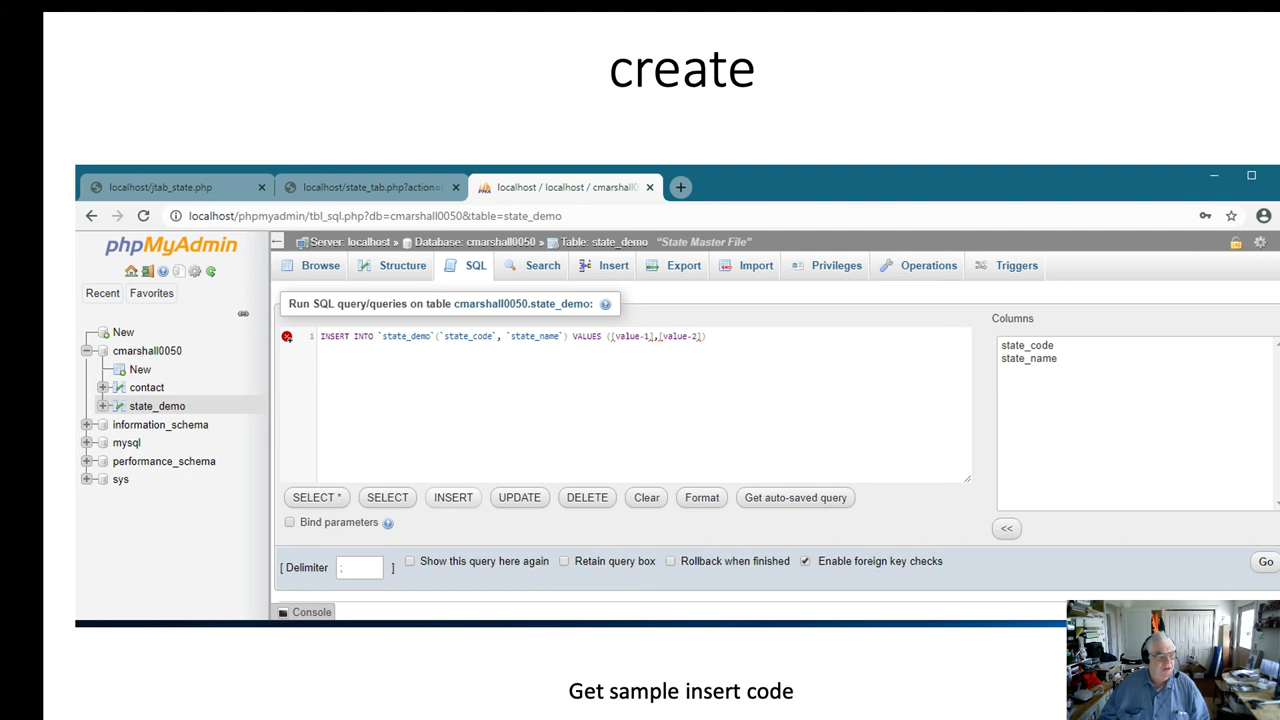 create
localhost/jtab_state.php
localhost/state_tab.php?action=
localhost / localhost / cmarshall0
localhost/phpmyadmin/tbl_sql.php?db=cmarshall0050&table=state_demo
phpMyAdmin
Recent Favorites
New
cmarshall0050
New
contact
state_demo
information_schema
mysql
performance_schema
sys
Server: localhost » Database: cmarshall0050 » Table: state_demo "State Master File"
Browse Structure SQL Search Insert Export Import Privileges Operations Triggers
Run SQL query/queries on table cmarshall0050.state_demo:
1 INSERT INTO `state_demo`(`state_code`, `state_name`) VALUES ([value-1],[value-2])
Columns
state_code
state_name
SELECT * SELECT INSERT UPDATE DELETE Clear Format Get auto-saved query
<<
Bind parameters
[ Delimiter ; ] Show this query here again Retain query box Rollback when finished Enable foreign key checks Go
Console
Get sample insert code